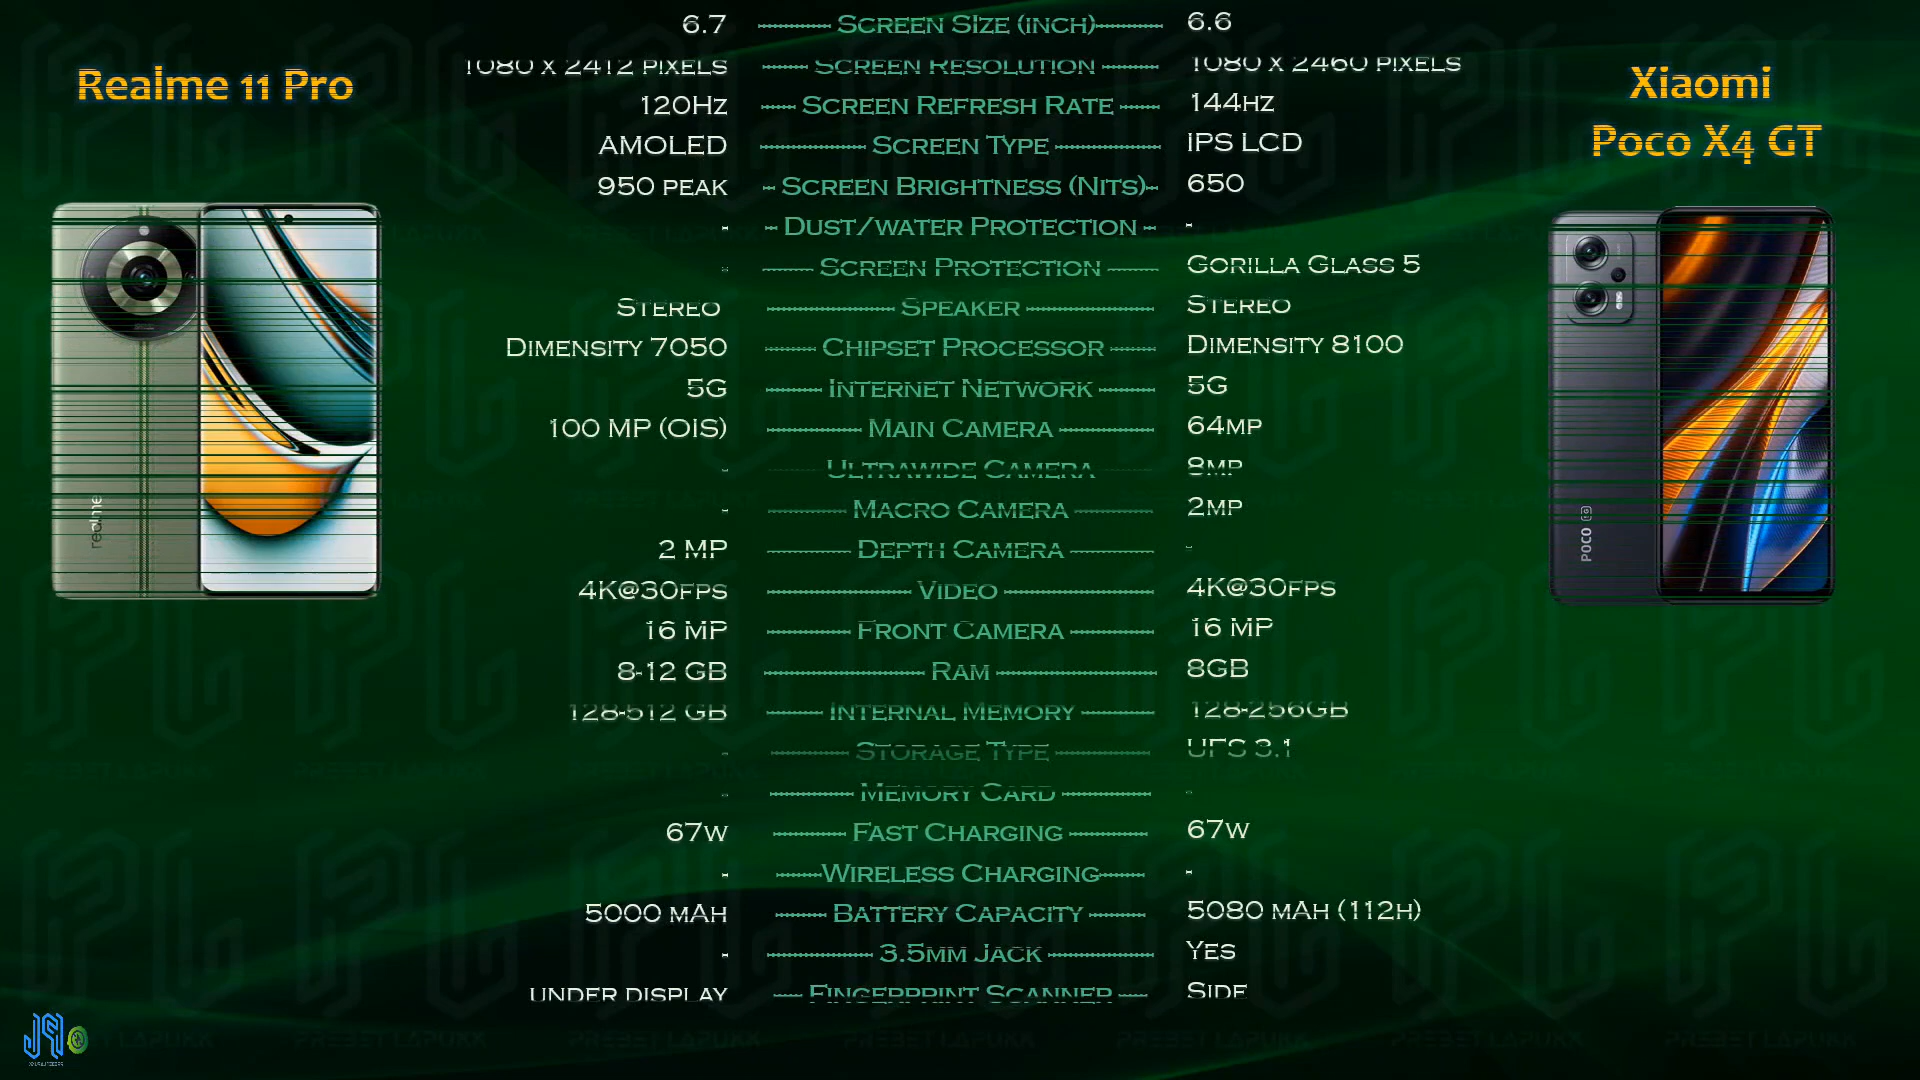 6.7 Screen Size (inch) 6.6
Realme 11 Pro
Xiaomi
Poco X4 GT
1080 x 2412 pixels Screen Resolution 1080 x 2460 pixels
120Hz Screen Refresh Rate 144Hz
AMOLED Screen Type IPS LCD
950 peak Screen Brightness (Nits) 650
- Dust/water Protection -
- Screen Protection Gorilla Glass 5
Stereo Speaker Stereo
Dimensity 7050 Chipset Processor Dimensity 8100
5G Internet Network 5G
100 MP (OIS) Main Camera 64MP
- Ultrawide Camera 8MP
- Macro Camera 2MP
2 MP Depth Camera -
4K@30fps Video 4K@30fps
16 MP Front Camera 16 MP
8-12 GB Ram 8GB
128-512 GB Internal Memory 128-256GB
- Storage Type UFS 3.1
- Memory Card -
67W Fast Charging 67W
- Wireless Charging -
5000 mAh Battery Capacity 5080 mAh (112h)
- 3.5mm Jack Yes
under display Fingerprint Scanner Side
realme
POCO 5G